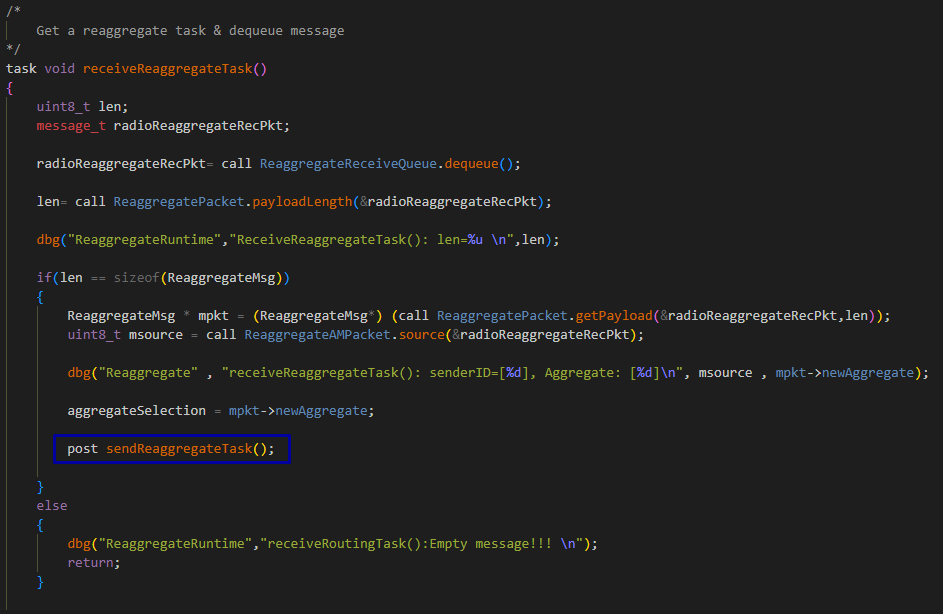 /*
Get a reaggregate task & dequeue message
*/
task void receiveReaggregateTask()
{
uint8_t len;
message_t radioReaggregateRecPkt;
radioReaggregateRecPkt= call ReaggregateReceiveQueue.dequeue();
len= call ReaggregatePacket.payloadLength(&radioReaggregateRecPkt);
dbg("ReaggregateRuntime","ReceiveReaggregateTask(): len=%u \n",len);
if(len == sizeof(ReaggregateMsg))
{
ReaggregateMsg * mpkt = (ReaggregateMsg*) (call ReaggregatePacket.getPayload(&radioReaggregateRecPkt,len));
uint8_t msource = call ReaggregateAMPacket.source(&radioReaggregateRecPkt);
dbg("Reaggregate" , "receiveReaggregateTask(): senderID=[%d], Aggregate: [%d]\n", msource , mpkt->newAggregate);
aggregateSelection = mpkt->newAggregate;
post sendReaggregateTask();
}
else
{
dbg("ReaggregateRuntime","receiveRoutingTask():Empty message!!! \n");
return;
}